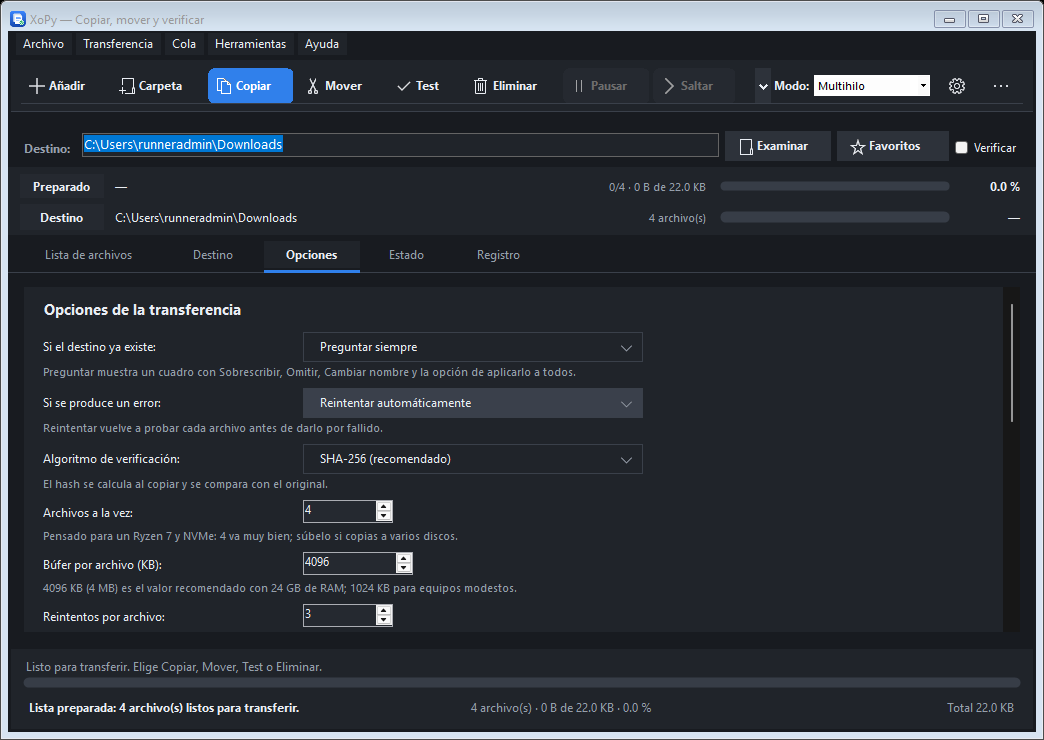 XoPy — Copiar, mover y verificar
Archivo Transferencia Cola Herramientas Ayuda
Añadir Carpeta Copiar Mover Test Eliminar Pausar Saltar Modo: Multihilo ...
Destino: C:\Users\runneradmin\Downloads Examinar Favoritos Verificar
Preparado — 0/4 · 0 B de 22.0 KB 0.0 %
Destino C:\Users\runneradmin\Downloads 4 archivo(s) —
Lista de archivos Destino Opciones Estado Registro
Opciones de la transferencia
Si el destino ya existe: Preguntar siempre
Preguntar muestra un cuadro con Sobrescribir, Omitir, Cambiar nombre y la opción de aplicarlo a todos.
Si se produce un error: Reintentar automáticamente
Reintentar vuelve a probar cada archivo antes de darlo por fallido.
Algoritmo de verificación: SHA-256 (recomendado)
El hash se calcula al copiar y se compara con el original.
Archivos a la vez: 4
Pensado para un Ryzen 7 y NVMe: 4 va muy bien; súbelo si copias a varios discos.
Búfer por archivo (KB): 4096
4096 KB (4 MB) es el valor recomendado con 24 GB de RAM; 1024 KB para equipos modestos.
Reintentos por archivo: 3
Listo para transferir. Elige Copiar, Mover, Test o Eliminar.
Lista preparada: 4 archivo(s) listos para transferir. 4 archivo(s) · 0 B de 22.0 KB · 0.0 % Total 22.0 KB